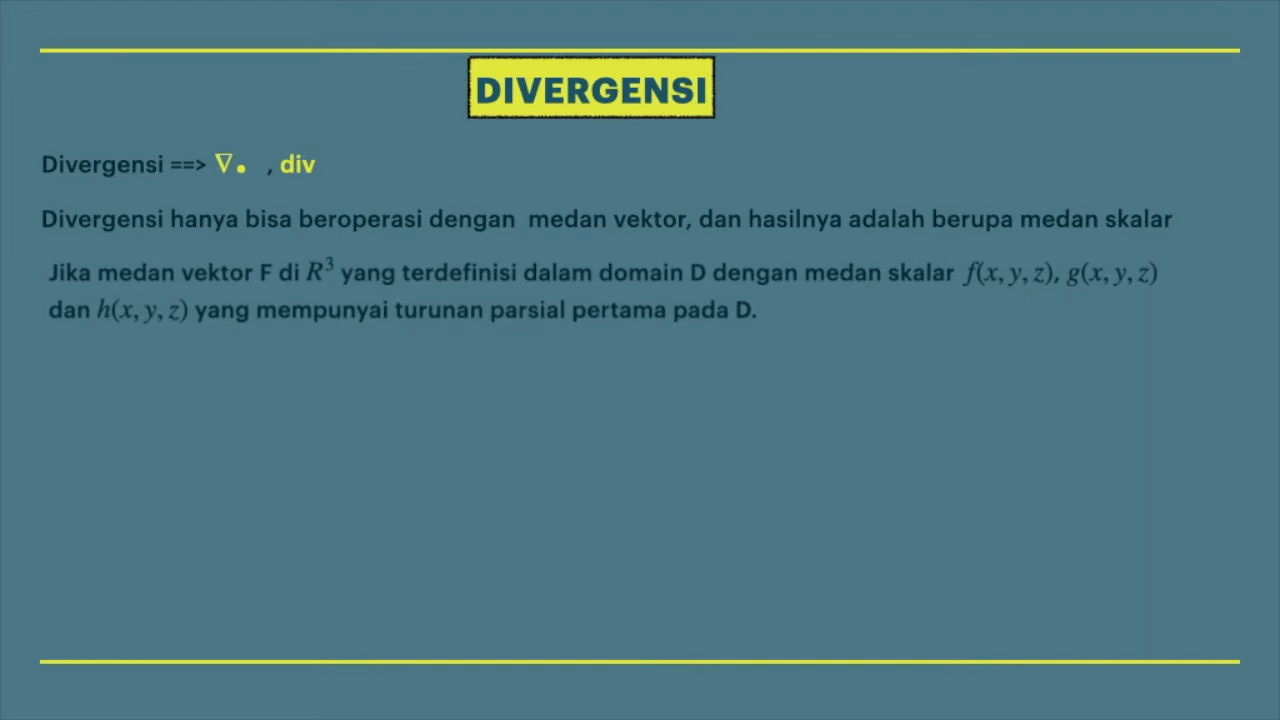 DIVERGENSI
Divergensi ==> ∇• , div
Divergensi hanya bisa beroperasi dengan medan vektor, dan hasilnya adalah berupa medan skalar
Jika medan vektor F di R³ yang terdefinisi dalam domain D dengan medan skalar f(x, y, z), g(x, y, z)
dan h(x, y, z) yang mempunyai turunan parsial pertama pada D.